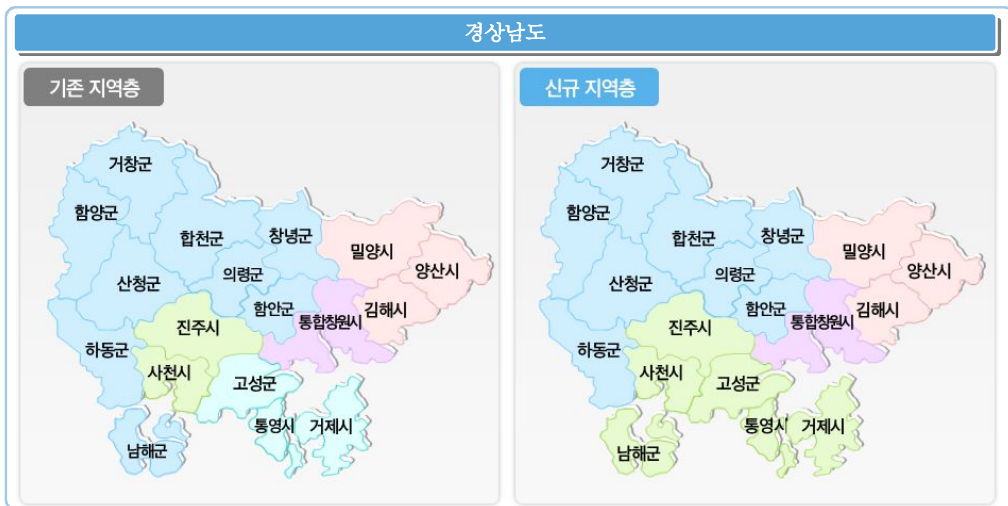 경상남도
기존 지역층
거창군
함양군
합천군
창녕군
밀양시
양산시
산청군
의령군
함안군
통합창원시
김해시
진주시
하동군
사천시
고성군
통영시
거제시
남해군
신규 지역층
거창군
함양군
합천군
창녕군
밀양시
양산시
산청군
의령군
함안군
통합창원시
김해시
진주시
하동군
사천시
고성군
통영시
거제시
남해군